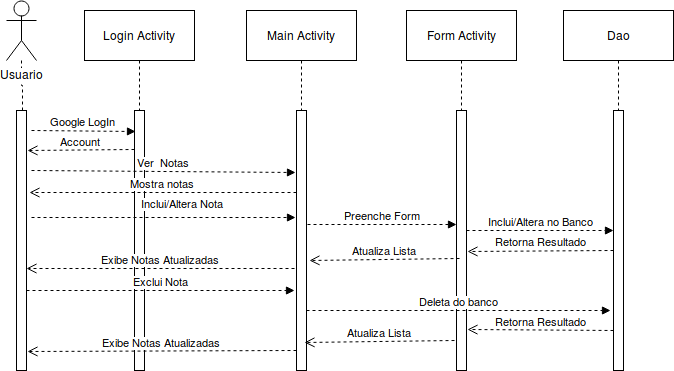 Login Activity
Main Activity
Form Activity
Dao
Usuario
Google LogIn
Account
Ver Notas
Mostra notas
Inclui/Altera Nota
Preenche Form
Inclui/Altera no Banco
Retorna Resultado
Atualiza Lista
Exibe Notas Atualizadas
Exclui Nota
Deleta do banco
Retorna Resultado
Atualiza Lista
Exibe Notas Atualizadas